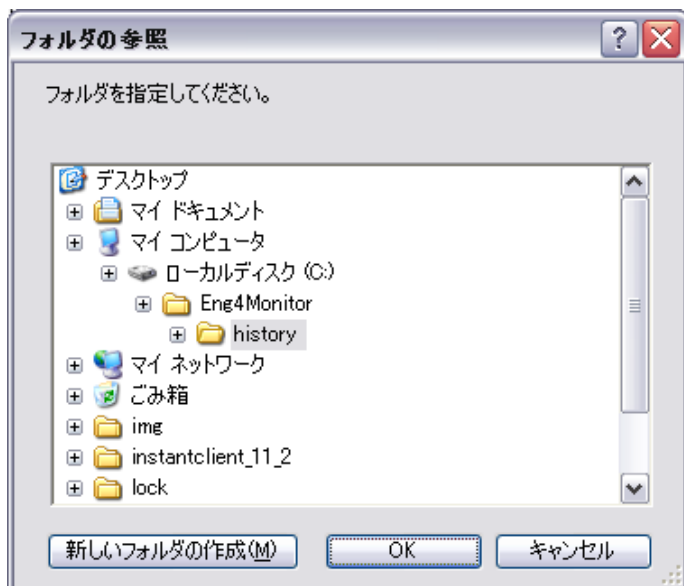 フォルダの参照
フォルダを指定してください。
デスクトップ
マイ ドキュメント
マイ コンピュータ
ローカルディスク (C:)
Eng4Monitor
history
マイ ネットワーク
ごみ箱
img
instantclient_11_2
lock
新しいフォルダの作成(M) OK キャンセル